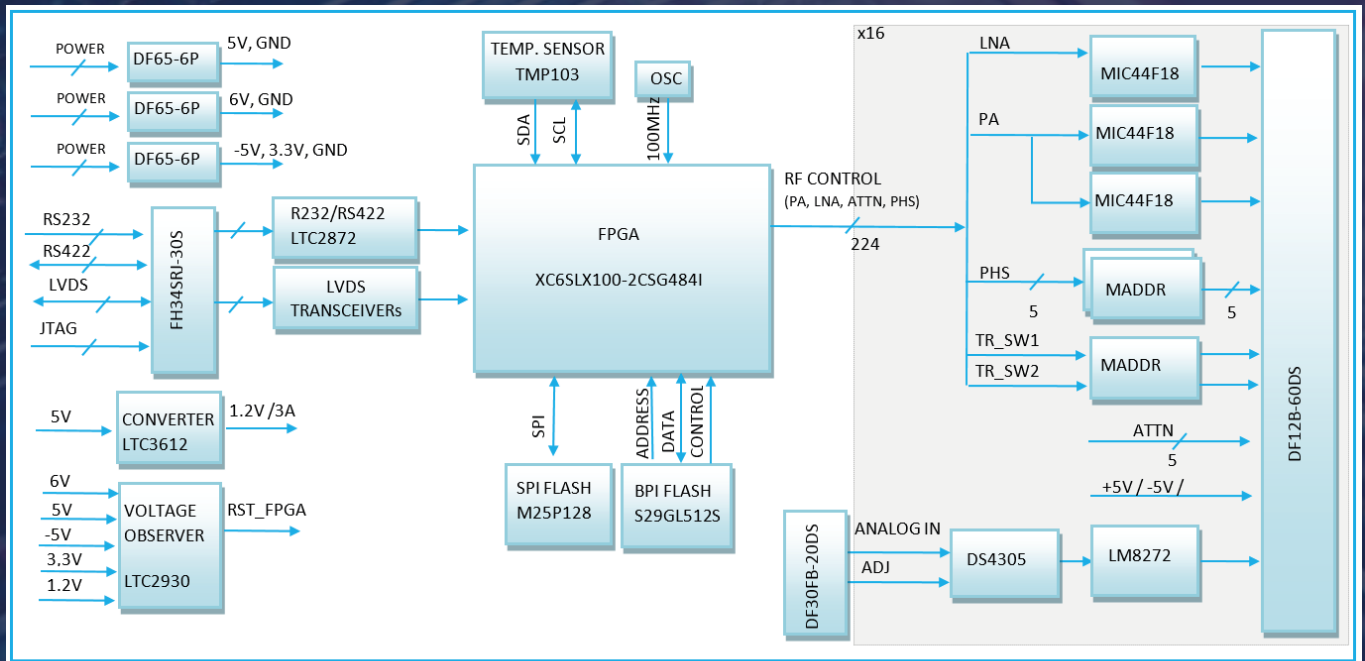 POWER
DF65-6P
5V, GND
POWER
DF65-6P
6V, GND
POWER
DF65-6P
-5V, 3.3V, GND
RS232
RS422
LVDS
JTAG
FH34SRJ-30S
R232/RS422
LTC2872
LVDS
TRANSCEIVERs
5V
CONVERTER
LTC3612
1.2V /3A
6V
5V
-5V
3,3V
1.2V
VOLTAGE
OBSERVER
LTC2930
RST_FPGA
TEMP. SENSOR
TMP103
SDA
SCL
OSC
100MHz
FPGA
XC6SLX100-2CSG484I
SPI
ADDRESS
DATA
CONTROL
SPI FLASH
M25P128
BPI FLASH
S29GL512S
RF CONTROL
(PA, LNA, ATTN, PHS)
224
x16
LNA
MIC44F18
PA
MIC44F18
MIC44F18
PHS
5
MADDR
5
TR_SW1
TR_SW2
MADDR
ATTN
5
+5V / -5V /
DF30FB-20DS
ANALOG IN
ADJ
DS4305
LM8272
DF12B-60DS